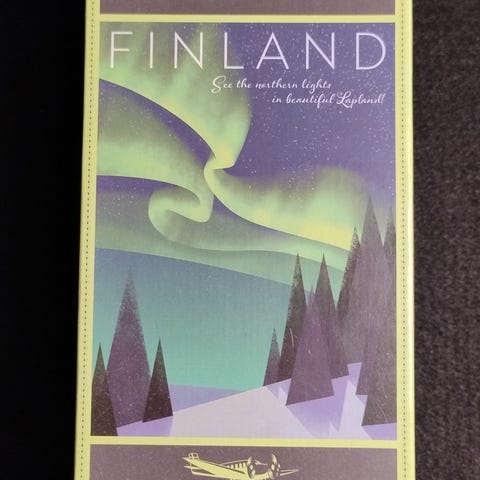 FINLAND
See the northern lights
in beautiful Lapland!